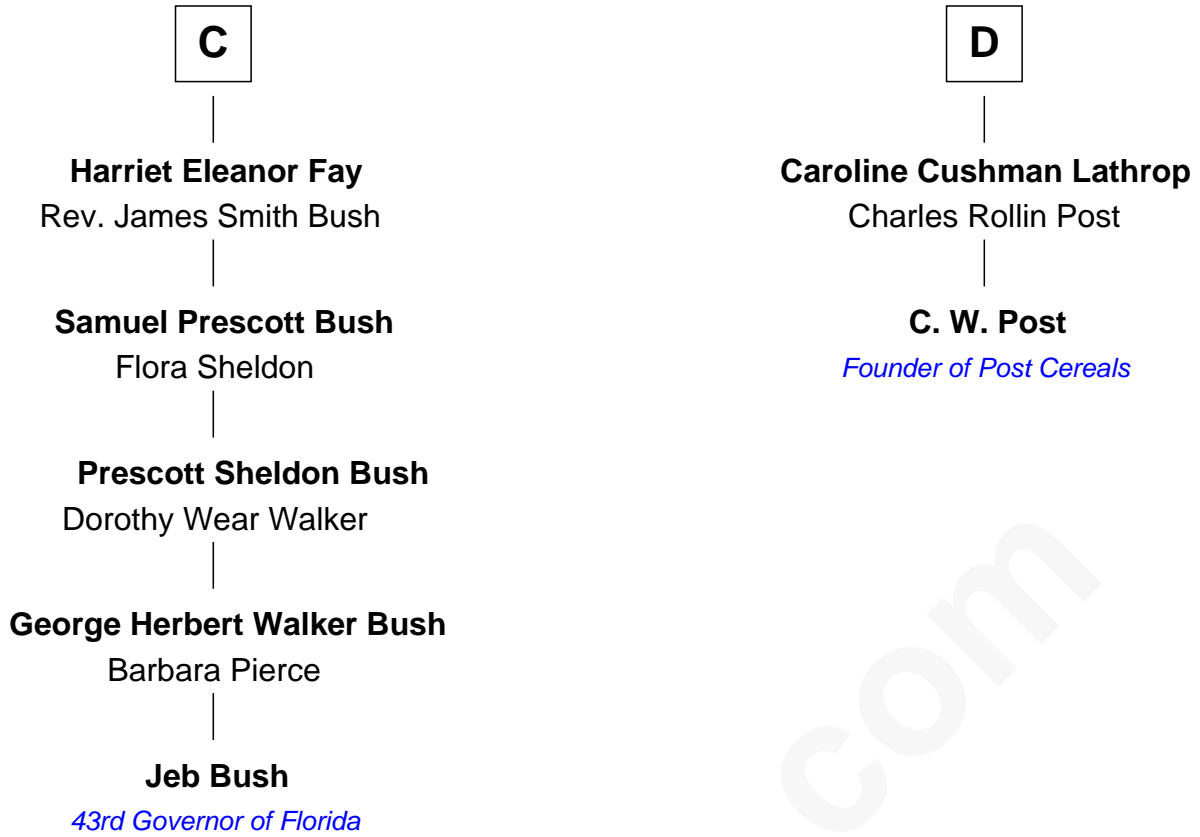 C
Harriet Eleanor Fay
Rev. James Smith Bush
Samuel Prescott Bush
Flora Sheldon
Prescott Sheldon Bush
Dorothy Wear Walker
George Herbert Walker Bush
Barbara Pierce
Jeb Bush
43rd Governor of Florida
D
Caroline Cushman Lathrop
Charles Rollin Post
C. W. Post
Founder of Post Cereals
com